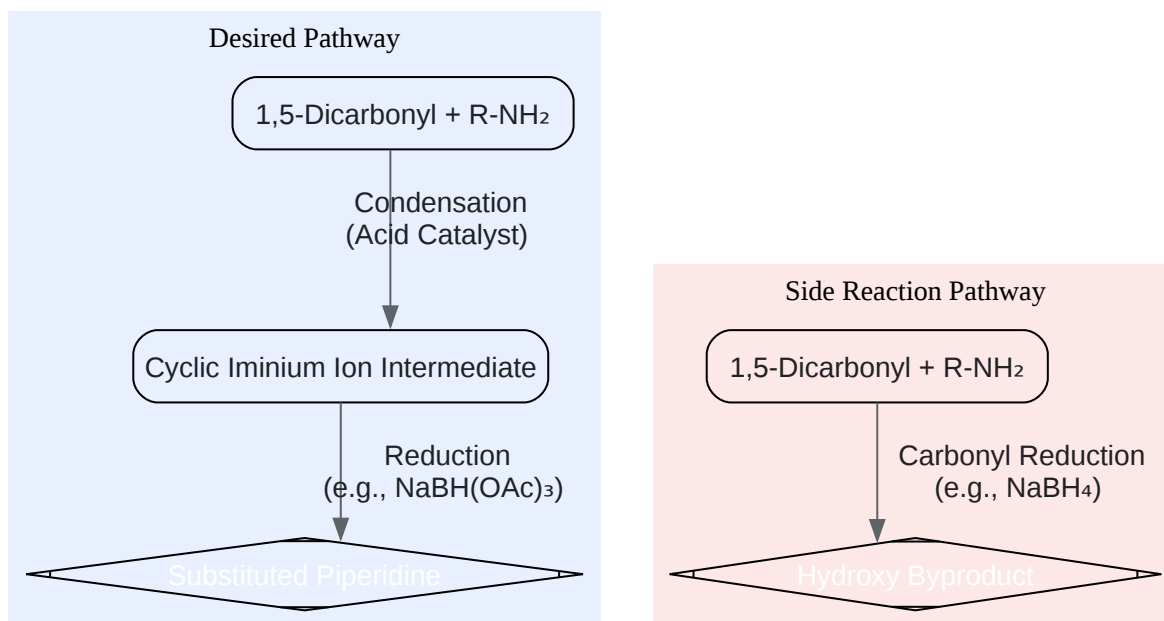 Desired Pathway
1,5-Dicarbonyl + R-NH₂
Condensation
(Acid Catalyst)
Cyclic Iminium Ion Intermediate
Reduction
(e.g., NaBH(OAc)₃)
Substituted Piperidine
Side Reaction Pathway
1,5-Dicarbonyl + R-NH₂
Carbonyl Reduction
(e.g., NaBH₄)
Hydroxy Byproduct